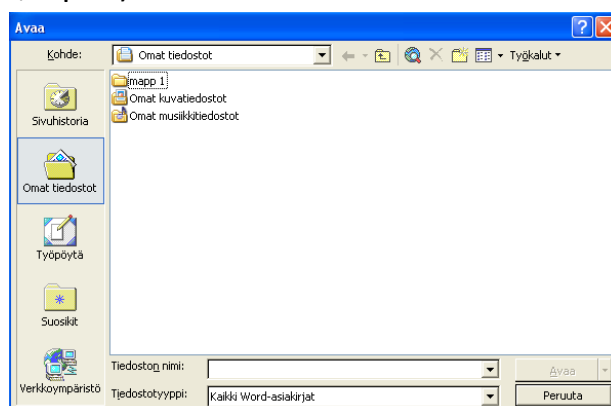 Avaa
Kohde:
Omat tiedostot
Työkalut
mapp 1
Omat kuvatiedostot
Omat musiikkitiedostot
Sivuhistoria
Omat tiedostot
Työpöytä
Suosikit
Verkkoympäristö
Tiedoston nimi:
Avaa
Tiedostotyyppi:
Kaikki Word-asiakirjat
Peruuta